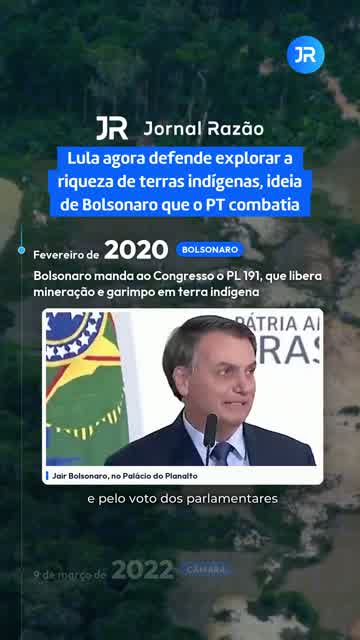 JR
JR Jornal Razão
Lula agora defende explorar a
riqueza de terras indígenas, ideia
de Bolsonaro que o PT combatia
Fevereiro de 2020 BOLSONARO
Bolsonaro manda ao Congresso o PL 191, que libera
mineração e garimpo em terra indígena
PÁTRIA A
RAS
Jair Bolsonaro, no Palácio do Planalto
e pelo voto dos parlamentares
9 de março de 2022 CÂMARA